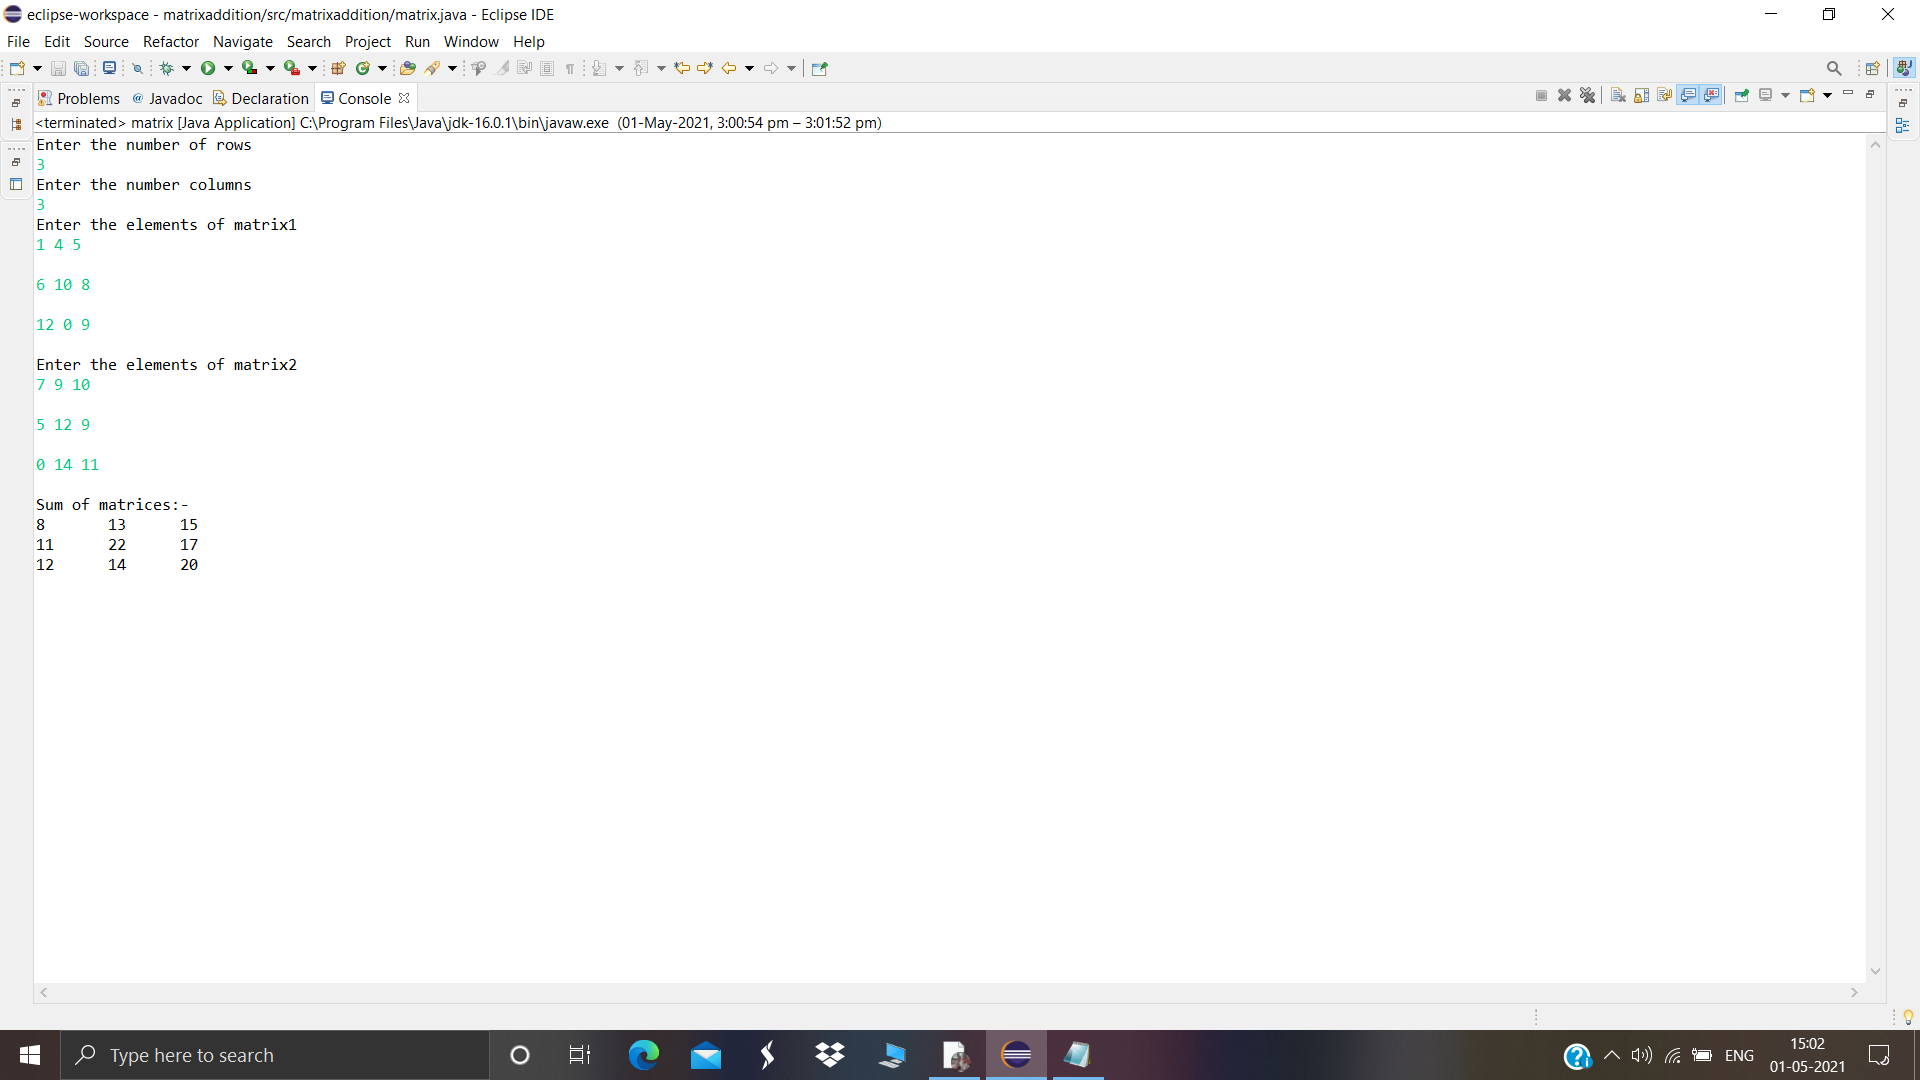 eclipse-workspace - matrixaddition/src/matrixaddition/matrix.java - Eclipse IDE
File Edit Source Refactor Navigate Search Project Run Window Help
Problems @ Javadoc Declaration Console
<terminated> matrix [Java Application] C:\Program Files\Java\jdk-16.0.1\bin\javaw.exe (01-May-2021, 3:00:54 pm – 3:01:52 pm)
Enter the number of rows
3
Enter the number columns
3
Enter the elements of matrix1
1 4 5
6 10 8
12 0 9
Enter the elements of matrix2
7 9 10
5 12 9
0 14 11
Sum of matrices:-
8 13 15
11 22 17
12 14 20
Type here to search
ENG
15:02
01-05-2021